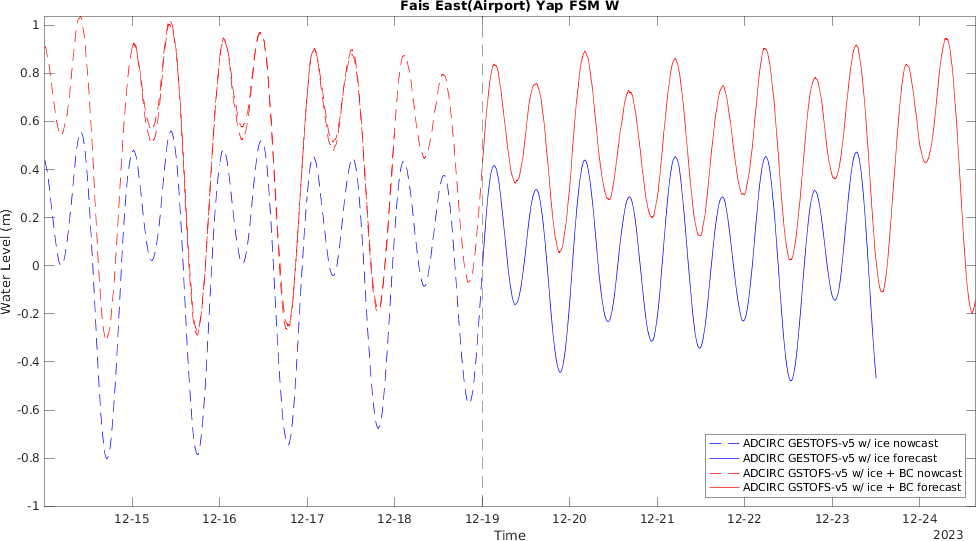 Fais East(Airport) Yap FSM W
1
0.8
0.6
0.4
0.2
0
-0.2
-0.4
-0.6
-0.8
-1
Water Level (m)
ADCIRC GESTOFS-v5 w/ ice nowcast
ADCIRC GESTOFS-v5 w/ ice forecast
ADCIRC GSTOFS-v5 w/ ice + BC nowcast
ADCIRC GSTOFS-v5 w/ ice + BC forecast
12-15 12-16 12-17 12-18 12-19 12-20 12-21 12-22 12-23 12-24
Time
2023